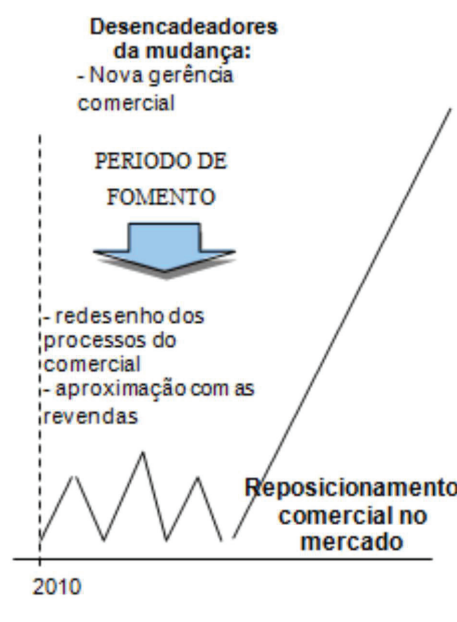 Desencadeadores
da mudança:
- Nova gerência
comercial
PERIODO DE
FOMENTO
- redesenho dos
processos do
comercial
- aproximação com as
revendas
Reposicionamento
comercial no
mercado
2010